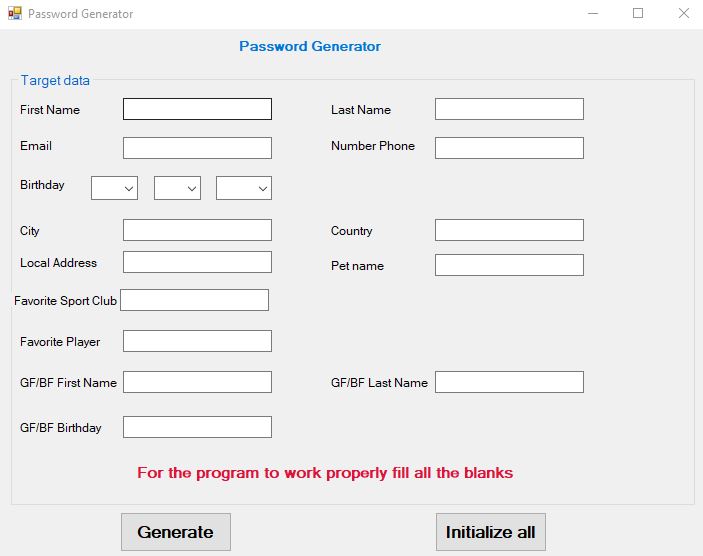 Password Generator
Password Generator
Target data
First Name
Last Name
Email
Number Phone
Birthday
City
Country
Local Address
Pet name
Favorite Sport Club
Favorite Player
GF/BF First Name
GF/BF Last Name
GF/BF Birthday
For the program to work properly fill all the blanks
Generate
Initialize all